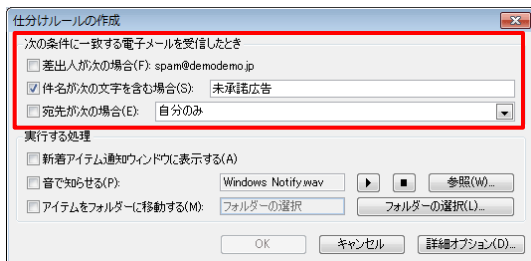 仕分けルールの作成
次の条件に一致する電子メールを受信したとき
差出人が次の場合(F): spam@demodemo.jp
件名が次の文字を含む場合(S): 未承諾広告
宛先が次の場合(E): 自分のみ
実行する処理
新着アイテム通知ウィンドウに表示する(A)
音で知らせる(P): Windows Notify.wav 参照(W)...
アイテムをフォルダーに移動する(M): フォルダーの選択 フォルダーの選択(L)...
OK キャンセル 詳細オプション(D)...